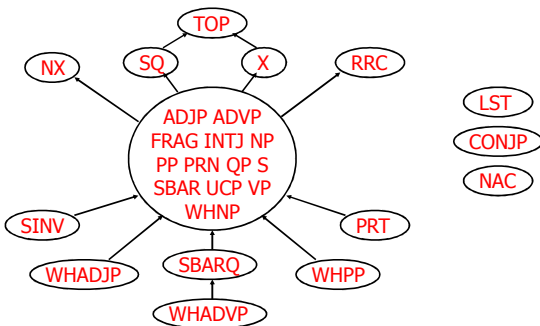 TOP
NX
SQ
X
RRC
ADJP ADVP
FRAG INTJ NP
PP PRN QP S
SBAR UCP VP
WHNP
LST
CONJP
NAC
SINV
PRT
WHADJP
SBARQ
WHPP
WHADVP